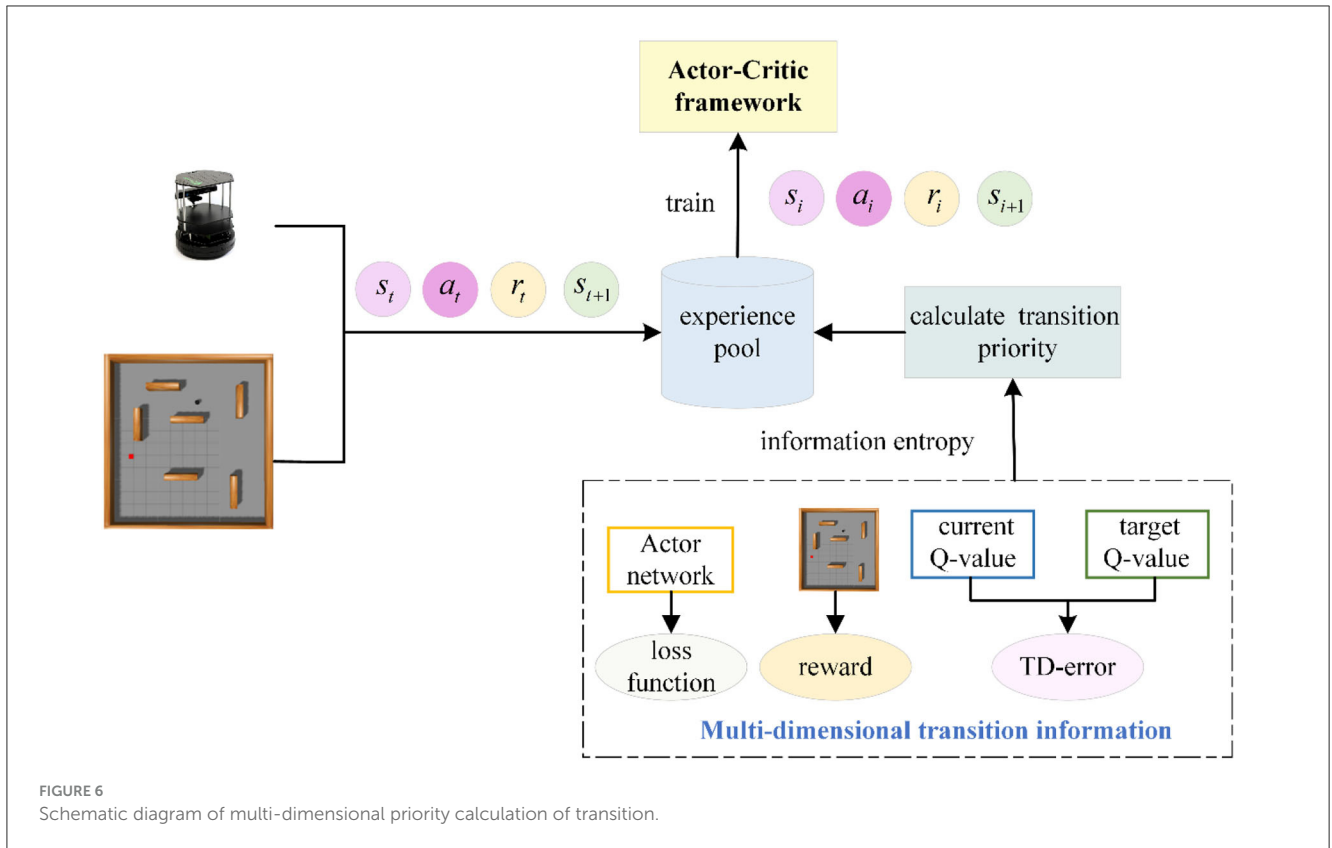 Actor-Critic
framework
train
s_i a_i r_i s_{i+1}
s_t a_t r_t s_{t+1}
experience
pool
calculate transition
priority
information entropy
Actor
network
current
Q-value
target
Q-value
loss
function
reward
TD-error
Multi-dimensional transition information
FIGURE 6
Schematic diagram of multi-dimensional priority calculation of transition.